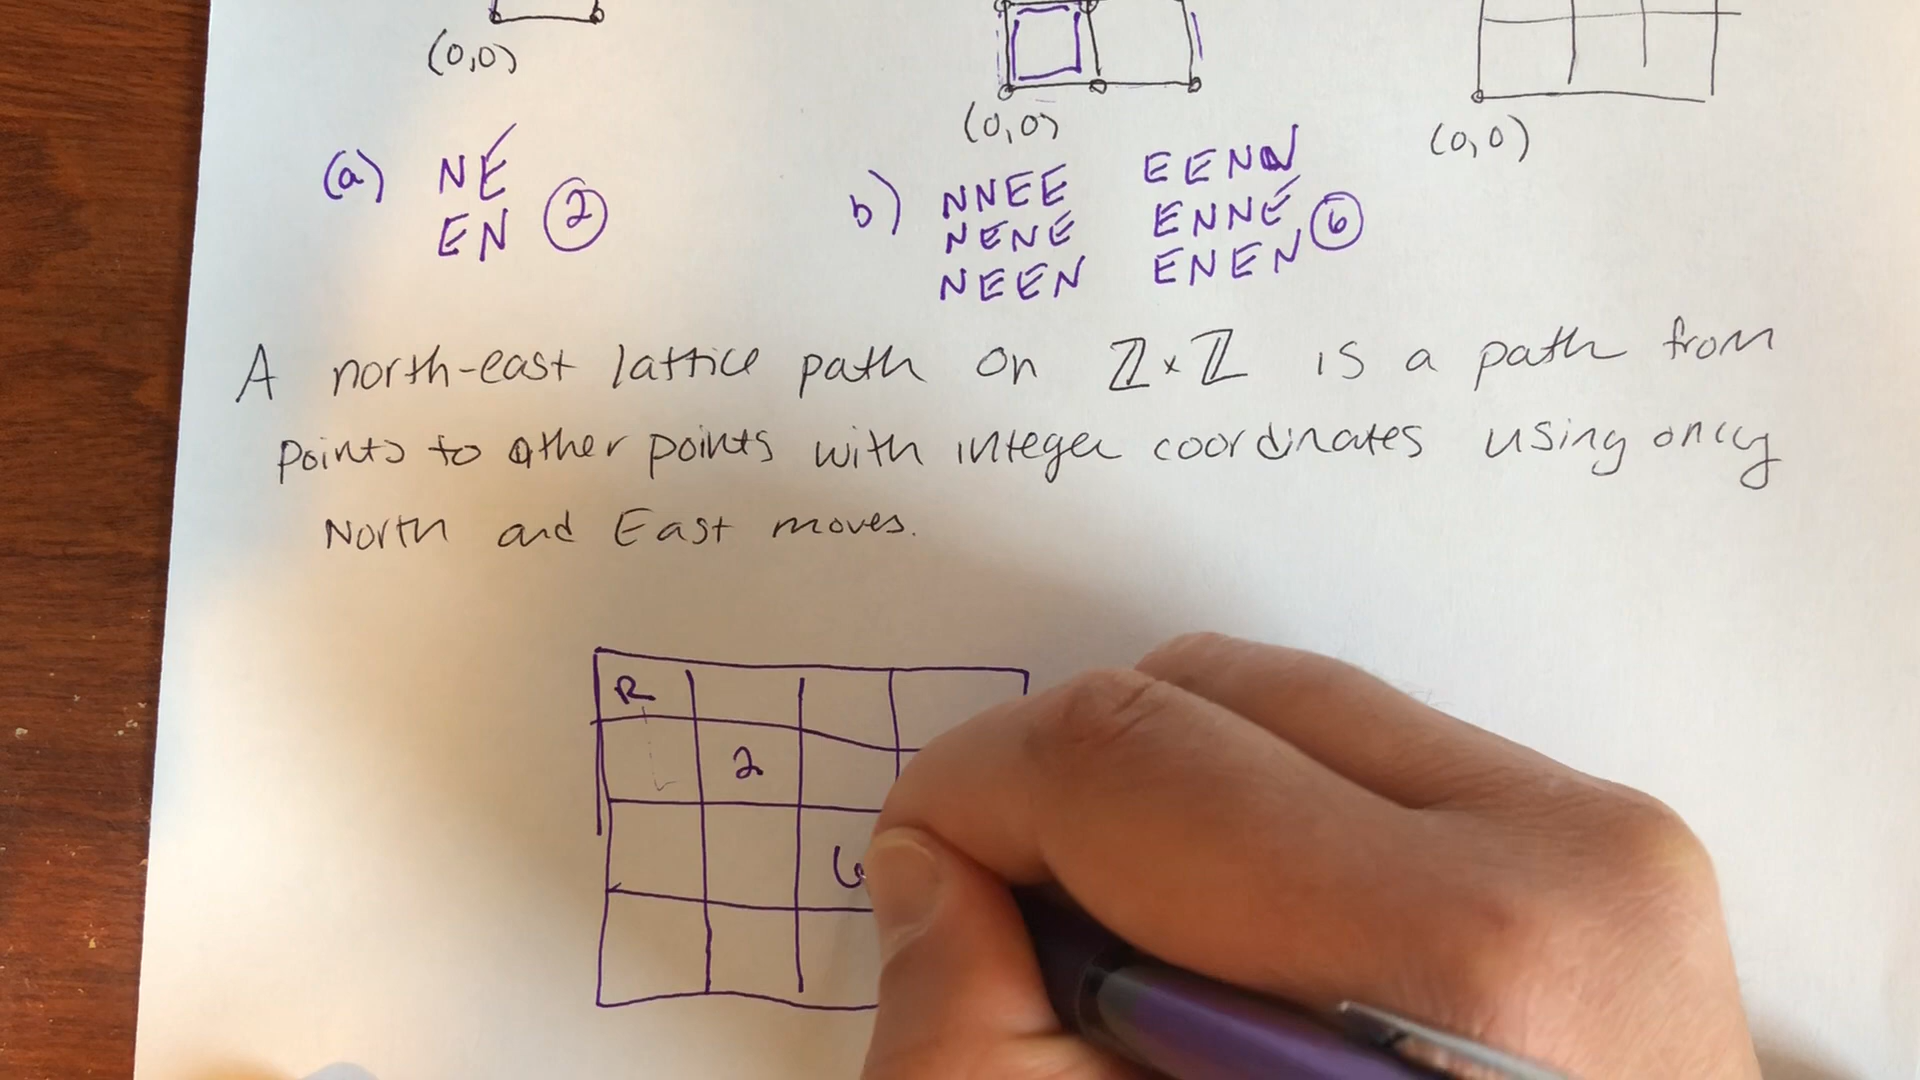 (0,0)
(0,0)
(0,0)
(a) NE
EN 2
b) NNEE EENN
NENE ENNE 6
NEEN ENEN
A north-east lattice path on ℤ×ℤ is a path from
points to other points with integer coordinates using only
North and East moves.
R
2
6